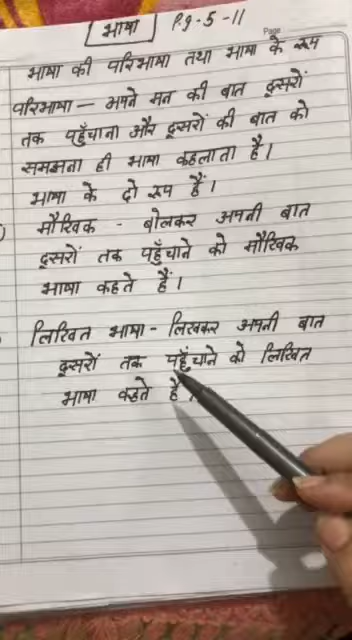 भाषा Pg-5-11
Page
भाषा की परिभाषा तथा भाषा के रूप
परिभाषा — अपने मन की बात दूसरों
तक पहुँचाना और दूसरों की बात को
समझना ही भाषा कहलाता है।
भाषा के दो रूप हैं।
मौखिक - बोलकर अपनी बात
दूसरों तक पहुँचाने को मौखिक
भाषा कहते हैं।
लिखित भाषा - लिखकर अपनी बात
दूसरों तक पहुँचाने को लिखित
भाषा कहते हैं।